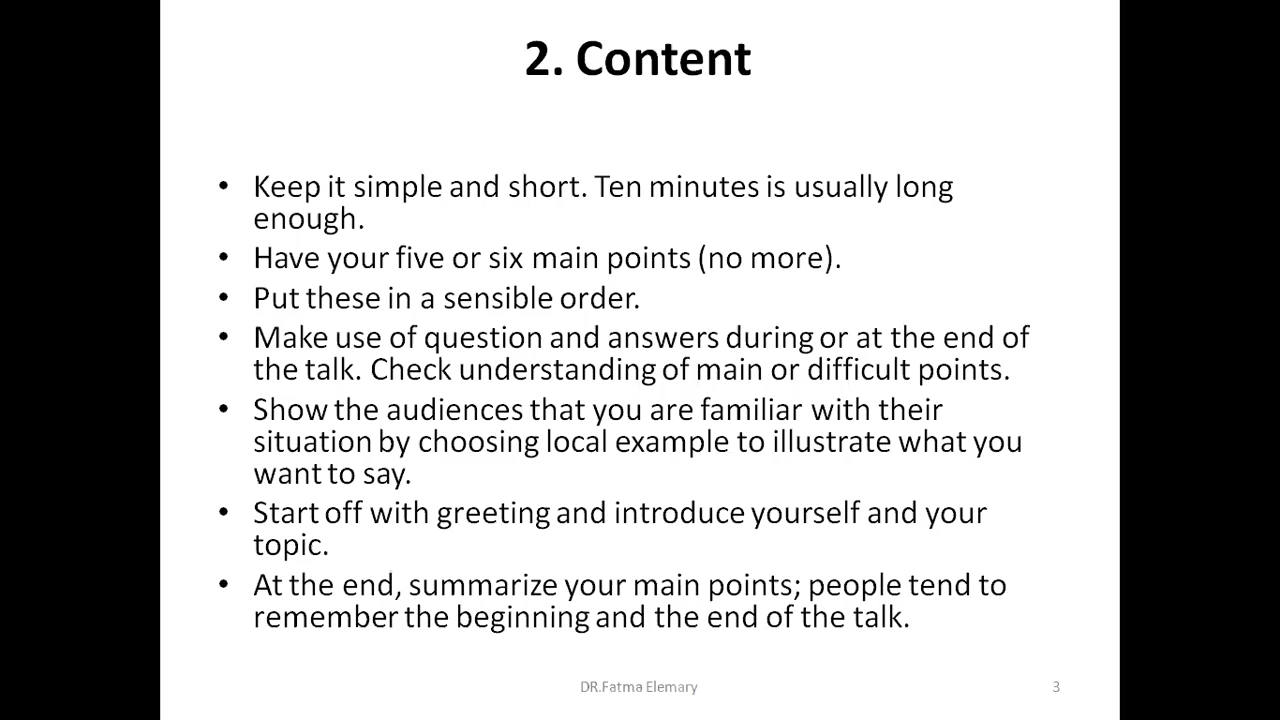 2. Content
• Keep it simple and short. Ten minutes is usually long
enough.
• Have your five or six main points (no more).
• Put these in a sensible order.
• Make use of question and answers during or at the end of
the talk. Check understanding of main or difficult points.
• Show the audiences that you are familiar with their
situation by choosing local example to illustrate what you
want to say.
• Start off with greeting and introduce yourself and your
topic.
• At the end, summarize your main points; people tend to
remember the beginning and the end of the talk.
DR.Fatma Elemary
3